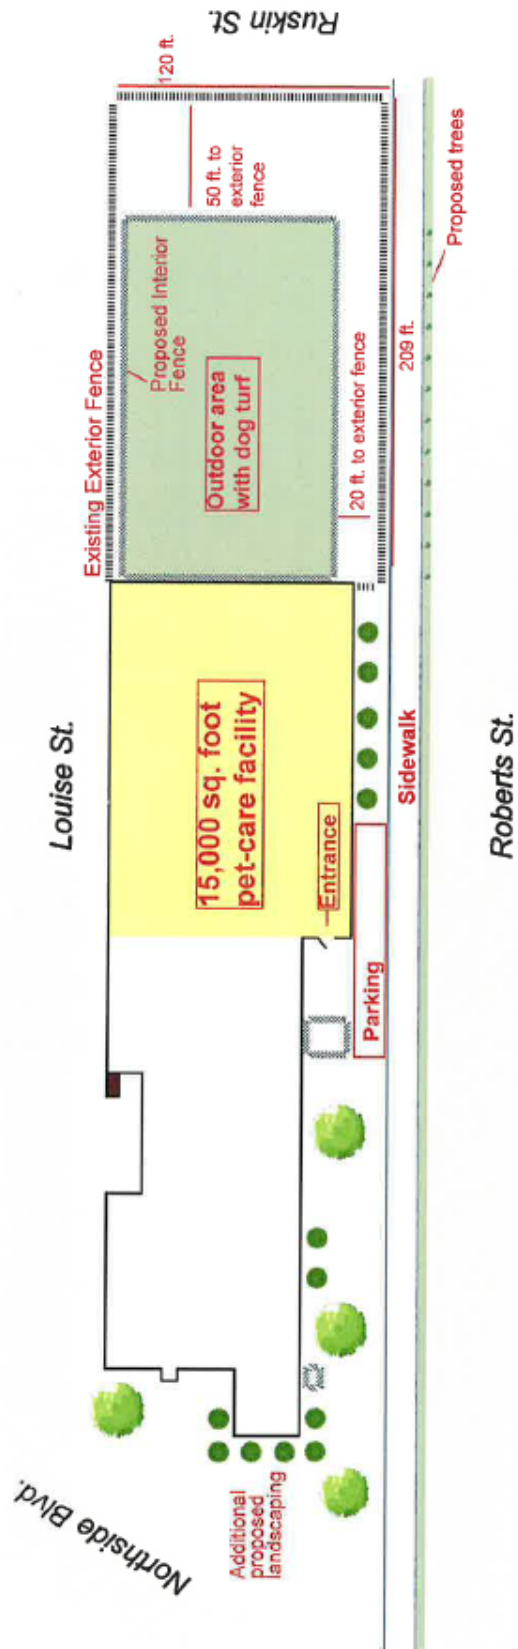 Ruskin St.
120 ft.
50 ft. to
exterior
fence
Proposed trees
Proposed Interior
Fence
Existing Exterior Fence
Outdoor area
with dog turf
20 ft. to exterior fence
209 ft.
Louise St.
15,000 sq. foot
pet-care facility
Entrance
Sidewalk
Parking
Roberts St.
Northside Blvd.
Additional
proposed
landscaping